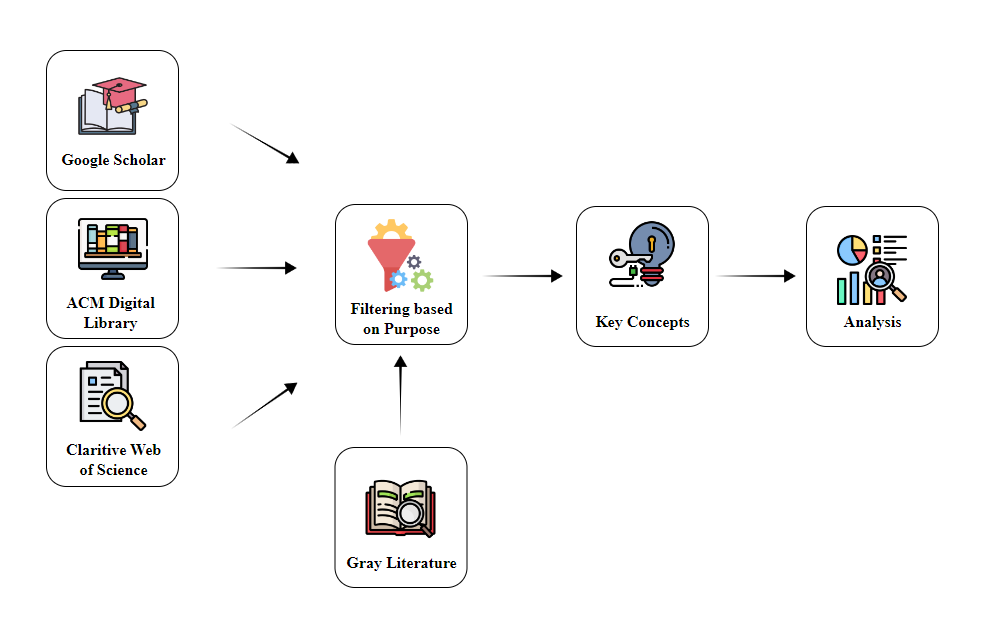 Google Scholar
ACM Digital
Library
Claritive Web
of Science
Filtering based
on Purpose
Gray Literature
Key Concepts
Analysis